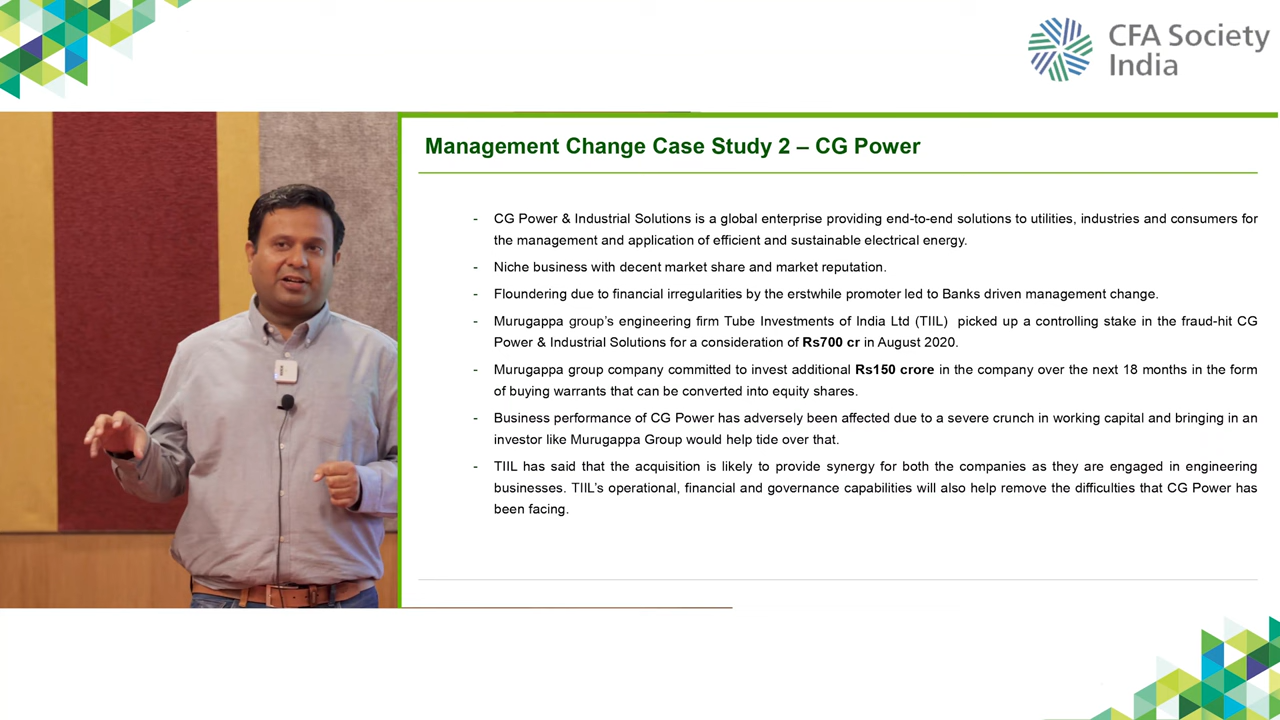 CFA Society
India
Management Change Case Study 2 – CG Power
- CG Power & Industrial Solutions is a global enterprise providing end-to-end solutions to utilities, industries and consumers for
the management and application of efficient and sustainable electrical energy.
- Niche business with decent market share and market reputation.
- Floundering due to financial irregularities by the erstwhile promoter led to Banks driven management change.
- Murugappa group’s engineering firm Tube Investments of India Ltd (TIIL) picked up a controlling stake in the fraud-hit CG
Power & Industrial Solutions for a consideration of Rs700 cr in August 2020.
- Murugappa group company committed to invest additional Rs150 crore in the company over the next 18 months in the form
of buying warrants that can be converted into equity shares.
- Business performance of CG Power has adversely been affected due to a severe crunch in working capital and bringing in an
investor like Murugappa Group would help tide over that.
- TIIL has said that the acquisition is likely to provide synergy for both the companies as they are engaged in engineering
businesses. TIIL’s operational, financial and governance capabilities will also help remove the difficulties that CG Power has
been facing.